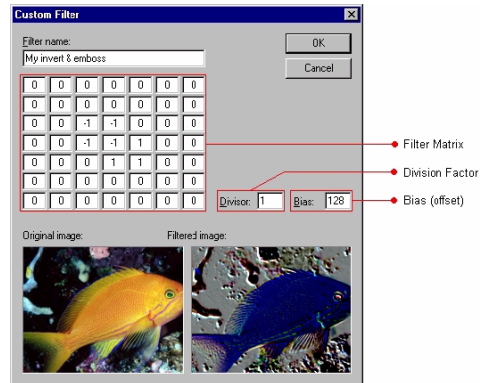 Custom Filter
Filter name:
My invert & emboss
OK
Cancel
0 0 0 0 0 0 0
0 0 0 0 0 0 0
0 0 -1 -1 0 0 0
0 0 -1 -1 1 0 0
0 0 0 1 1 0 0
0 0 0 0 0 0 0
0 0 0 0 0 0 0
Filter Matrix
Division Factor
Divisor: 1 Bias: 128
Bias (offset)
Original image: Filtered image: